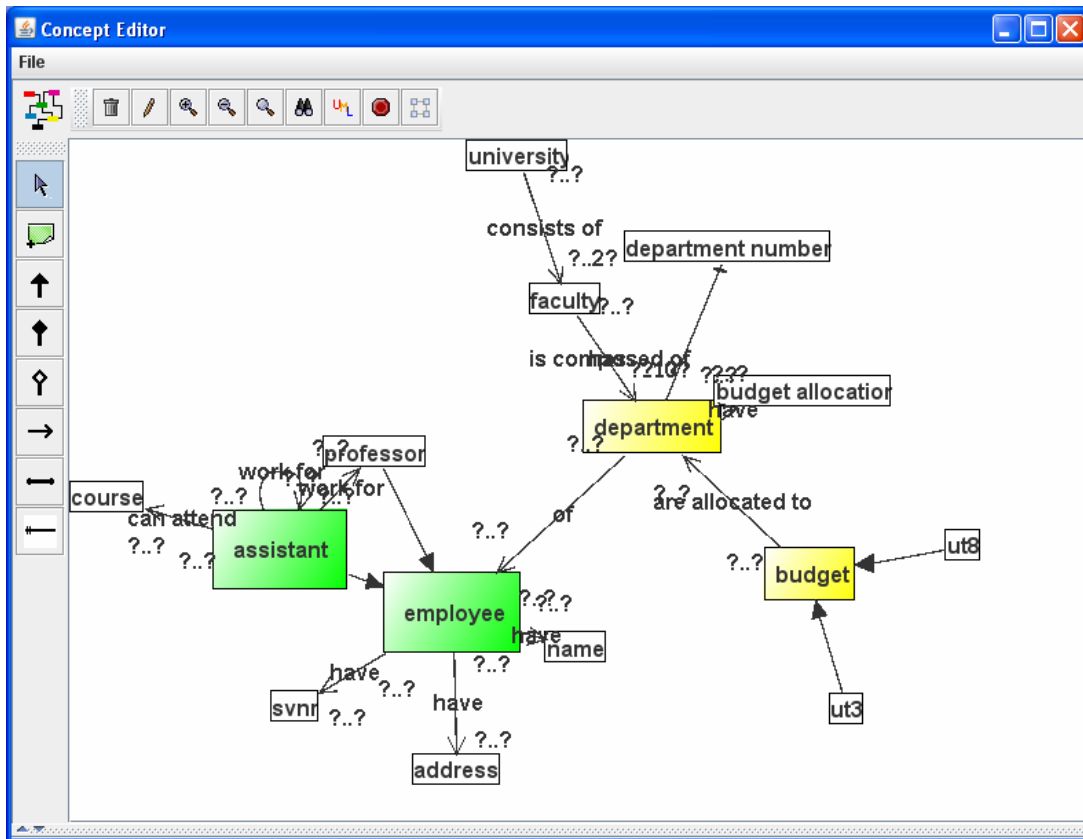 Concept Editor
File
UML
university
?..?
consists of
?..2?
department number
faculty
?..?
is composed of
has
?..?
budget allocation
have
department
?..?
professor
?..?
work for
work for
?..?
?..?
course
can attend
?..?
?..?
assistant
?..?
of
?..?
are allocated to
?..?
budget
ut8
ut3
employee
?..?
?..?
have
name
?..?
have
?..?
svnr
?..?
have
?..?
address